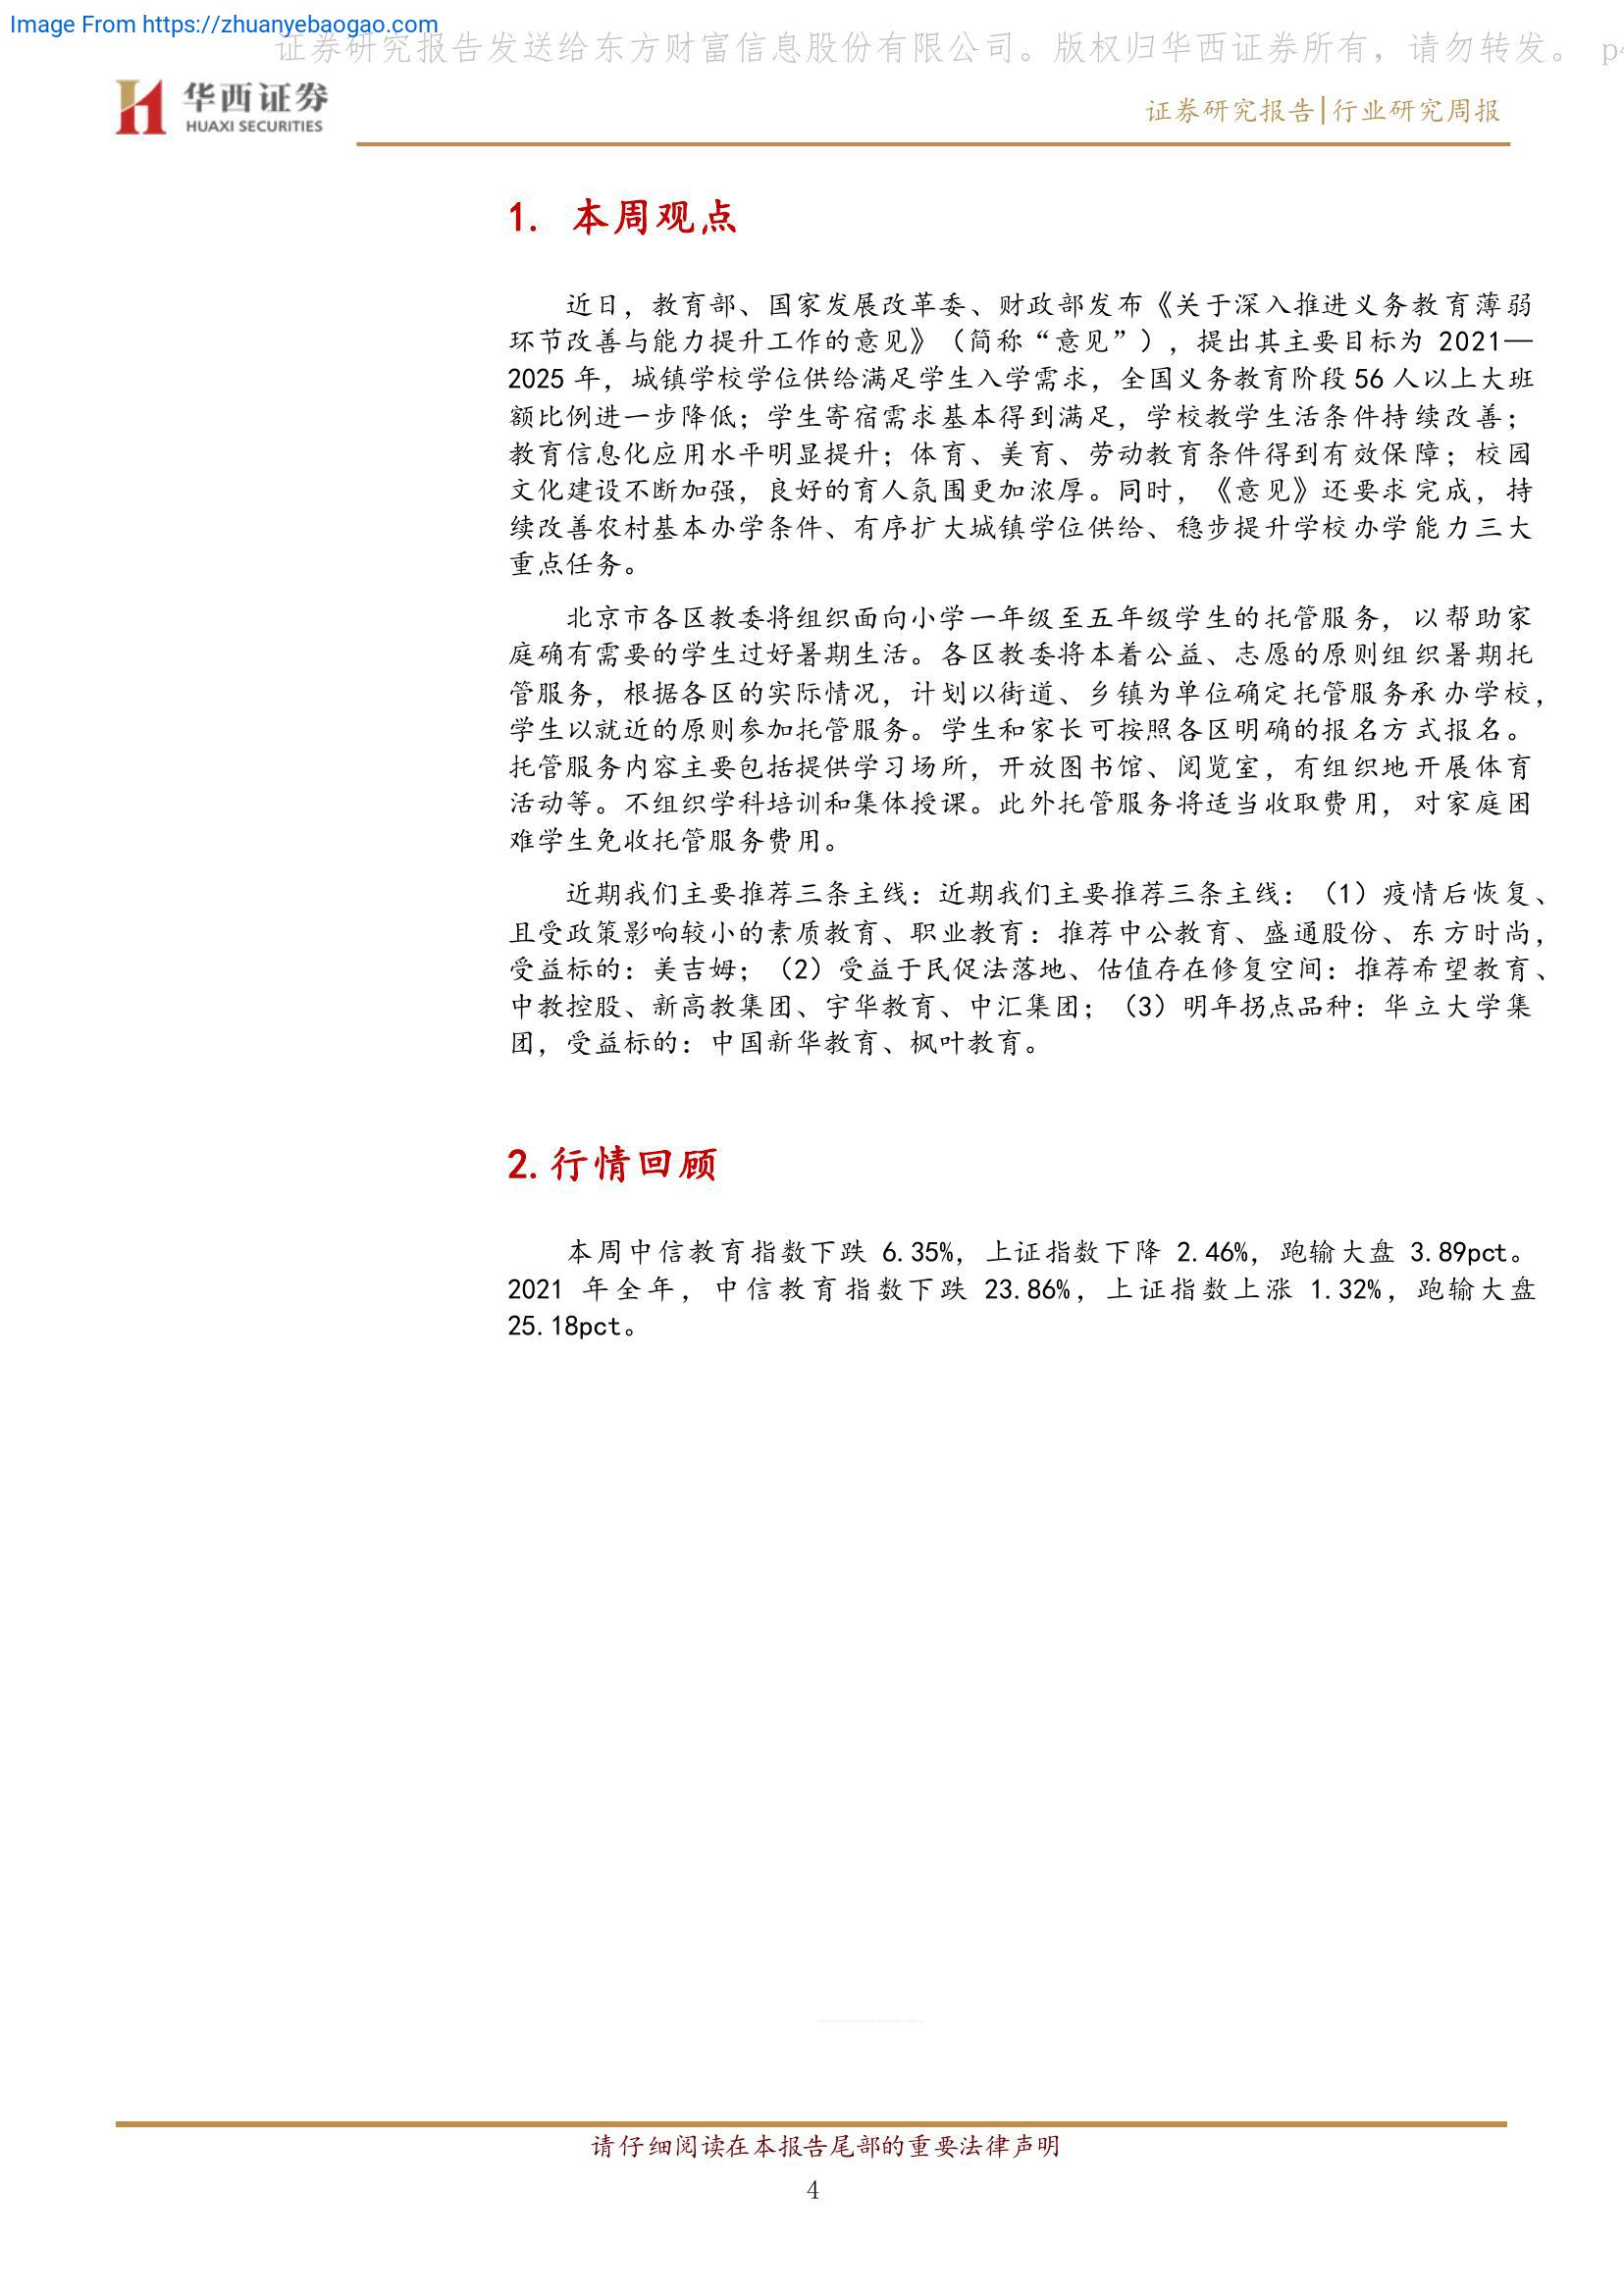 Image From https://zhuanyebaogao.com
证券研究报告发送给东方财富信息股份有限公司。版权归华西证券所有，请勿转发。 p4
华西证券
HUAXI SECURITIES
证券研究报告|行业研究周报
1. 本周观点
近日，教育部、国家发展改革委、财政部发布《关于深入推进义务教育薄弱
环节改善与能力提升工作的意见》（简称“意见”），提出其主要目标为 2021—
2025 年，城镇学校学位供给满足学生入学需求，全国义务教育阶段 56 人以上大班
额比例进一步降低；学生寄宿需求基本得到满足，学校教学生活条件持续改善；
教育信息化应用水平明显提升；体育、美育、劳动教育条件得到有效保障；校园
文化建设不断加强，良好的育人氛围更加浓厚。同时，《意见》还要求完成，持
续改善农村基本办学条件、有序扩大城镇学位供给、稳步提升学校办学能力三大
重点任务。
北京市各区教委将组织面向小学一年级至五年级学生的托管服务，以帮助家
庭确有需要的学生过好暑期生活。各区教委将本着公益、志愿的原则组织暑期托
管服务，根据各区的实际情况，计划以街道、乡镇为单位确定托管服务承办学校，
学生以就近的原则参加托管服务。学生和家长可按照各区明确的报名方式报名。
托管服务内容主要包括提供学习场所，开放图书馆、阅览室，有组织地开展体育
活动等。不组织学科培训和集体授课。此外托管服务将适当收取费用，对家庭困
难学生免收托管服务费用。
近期我们主要推荐三条主线：近期我们主要推荐三条主线：（1）疫情后恢复、
且受政策影响较小的素质教育、职业教育：推荐中公教育、盛通股份、东方时尚，
受益标的：美吉姆；（2）受益于民促法落地、估值存在修复空间：推荐希望教育、
中教控股、新高教集团、宇华教育、中汇集团；（3）明年拐点品种：华立大学集
团，受益标的：中国新华教育、枫叶教育。
2.行情回顾
本周中信教育指数下跌 6.35%，上证指数下降 2.46%，跑输大盘 3.89pct。
2021 年全年，中信教育指数下跌 23.86%，上证指数上涨 1.32%，跑输大盘
25.18pct。
请仔细阅读在本报告尾部的重要法律声明
4